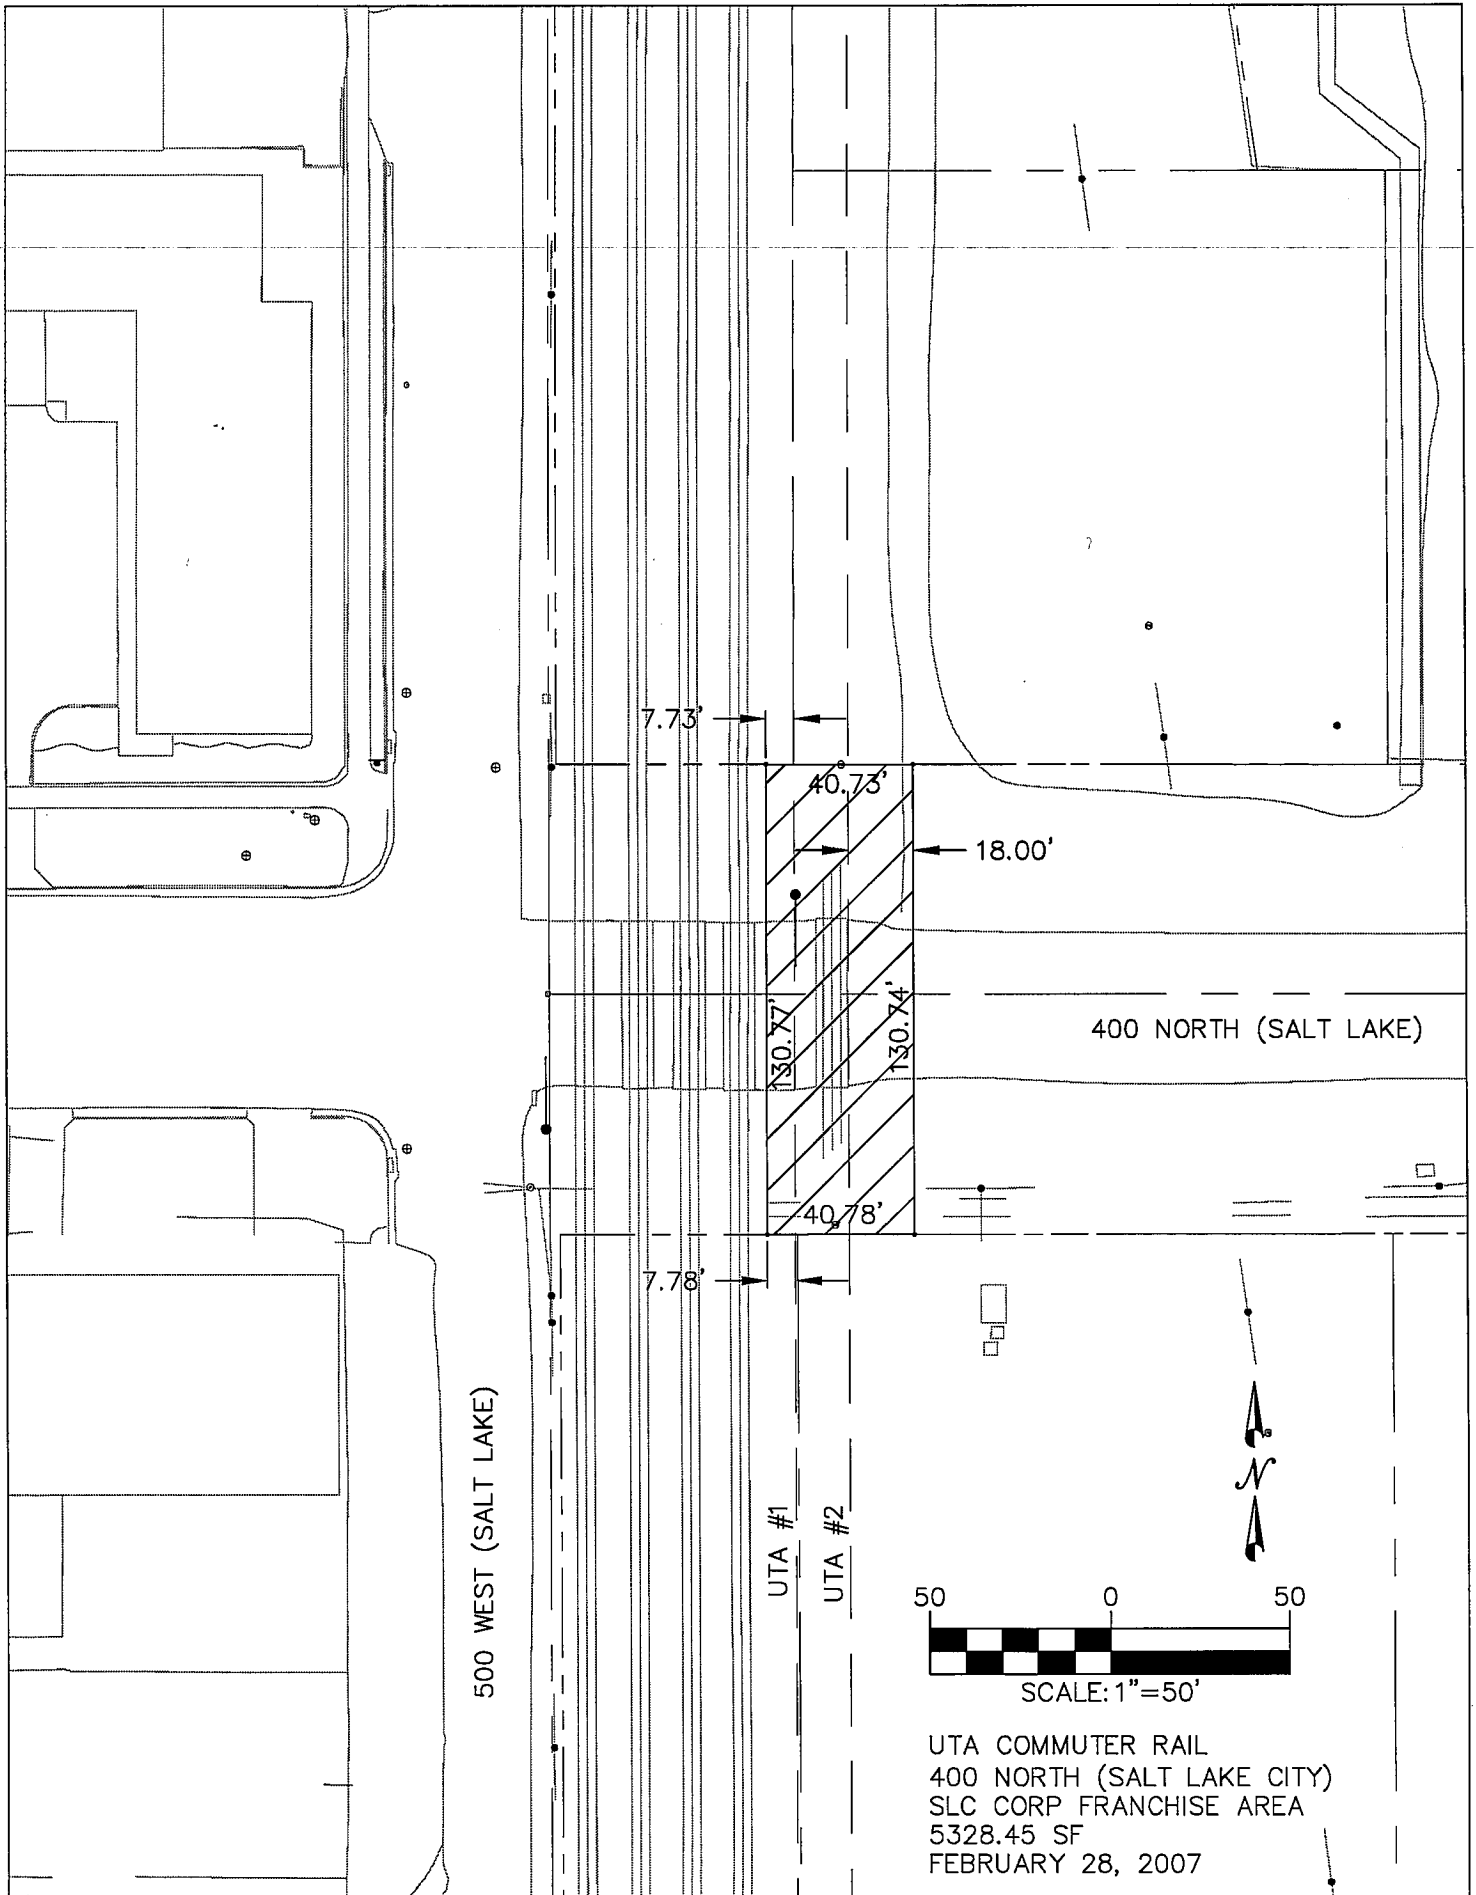 7.73'
40.73'
18.00'
130.77'
130.74'
400 NORTH (SALT LAKE)
40.78'
7.78'
500 WEST (SALT LAKE)
UTA #1
UTA #2
N
50 0 50
SCALE: 1"=50'
UTA COMMUTER RAIL
400 NORTH (SALT LAKE CITY)
SLC CORP FRANCHISE AREA
5328.45 SF
FEBRUARY 28, 2007